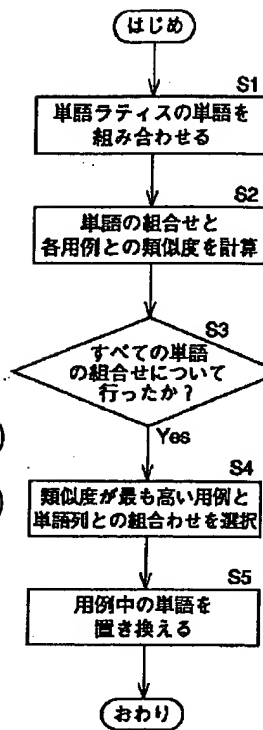 はじめ
S1
単語ラティスの単語を
組み合わせる
S2
単語の組合せと
各用例との類似度を計算
S3
すべての単語
の組合せについて
行ったか？
Yes
S4
類似度が最も高い用例と
単語列との組合わせを選択
S5
用例中の単語を
置き換える
おわり